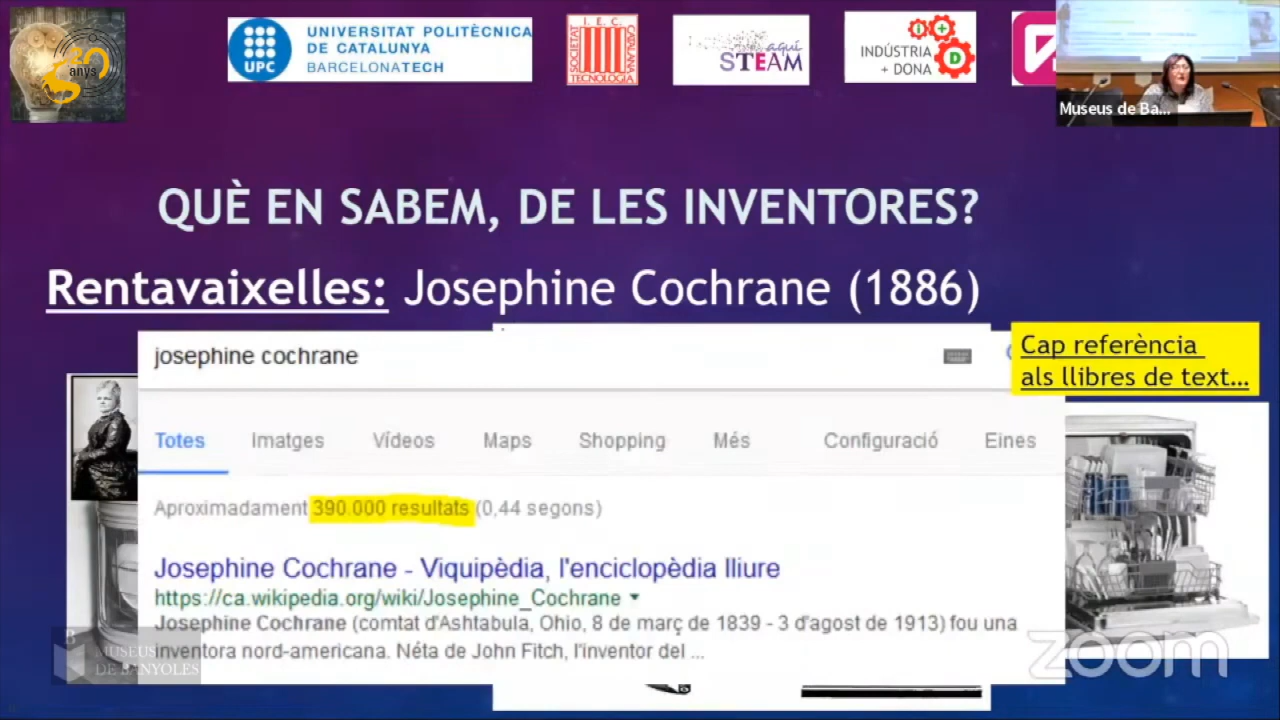 30
anys
UPC
UNIVERSITAT POLITÈCNICA
DE CATALUNYA
BARCELONATECH
I. E. C.
SOCIETAT
CATALANA
TECNOLOGIA
aquí
STEAM
INDÚSTRIA
+ DONA
D
Museus de Ba...
QUÈ EN SABEM, DE LES INVENTORES?
Rentavaixelles: Josephine Cochrane (1886)
Cap referència
als llibres de text...
josephine cochrane
Totes Imatges Vídeos Maps Shopping Més Configuració Eines
Aproximadament 390.000 resultats (0,44 segons)
Josephine Cochrane - Viquipèdia, l'enciclopèdia lliure
https://ca.wikipedia.org/wiki/Josephine_Cochrane
Josephine Cochrane (comtat d'Ashtabula, Ohio, 8 de març de 1839 - 3 d'agost de 1913) fou una
inventora nord-americana. Néta de John Fitch, l'inventor del ...
MUSEUS
DE BANYOLES
zoom